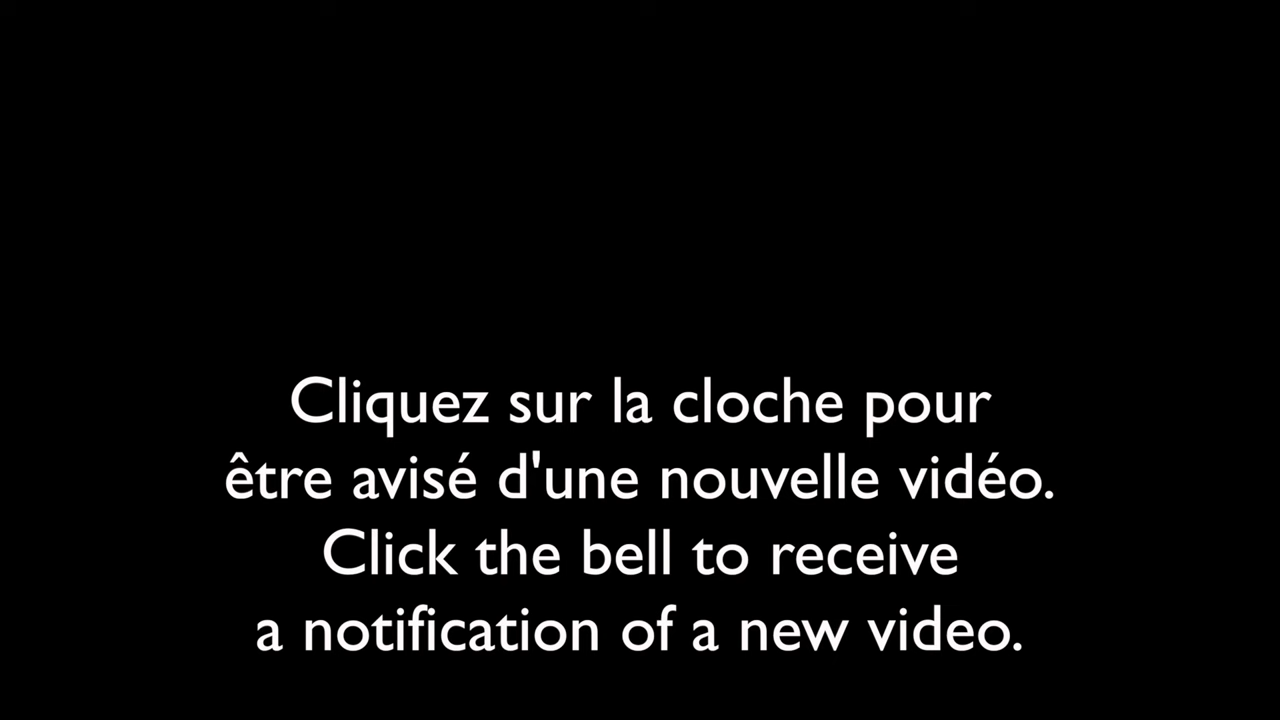 Cliquez sur la cloche pour
être avisé d'une nouvelle vidéo.
Click the bell to receive
a notification of a new video.